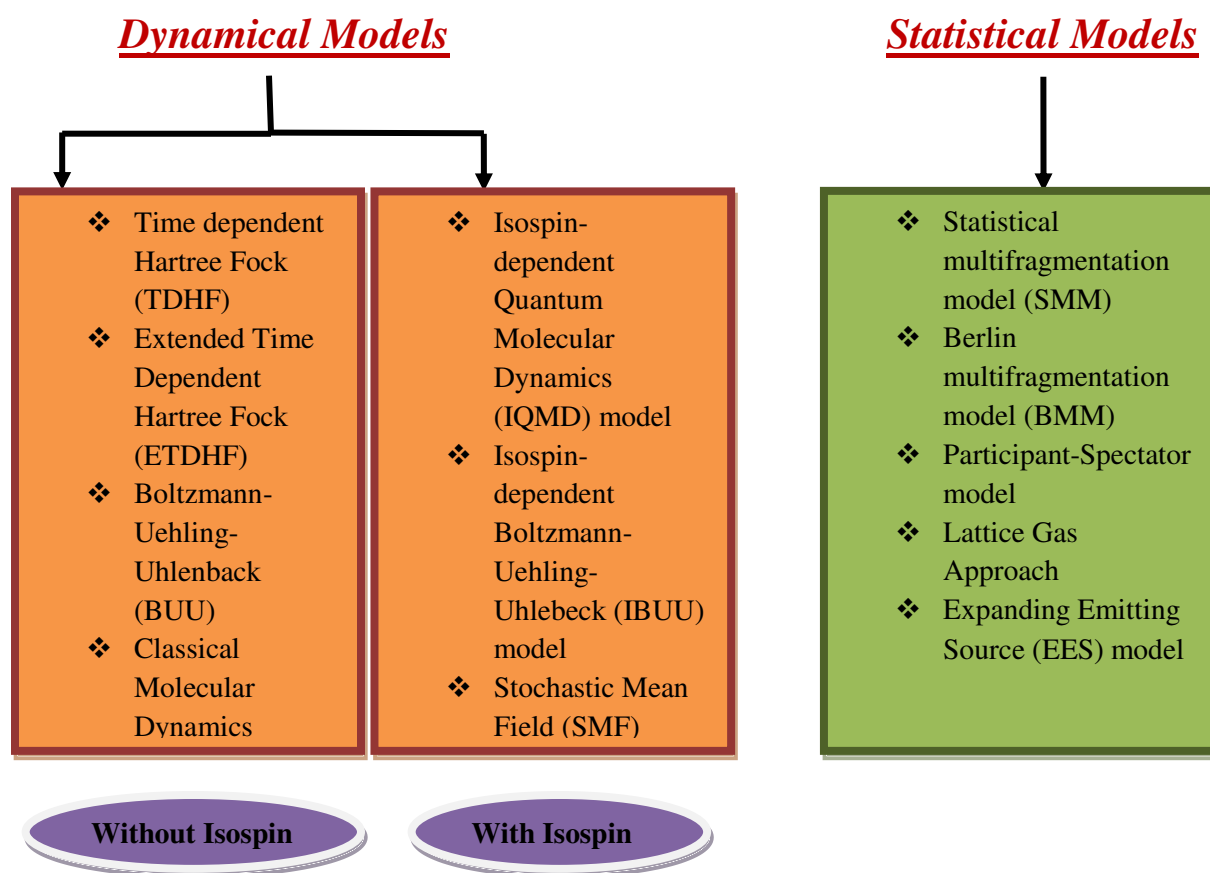 Dynamical Models
Statistical Models
❖ Time dependent
Hartree Fock
(TDHF)
❖ Extended Time
Dependent
Hartree Fock
(ETDHF)
❖ Boltzmann-
Uehling-
Uhlenback
(BUU)
❖ Classical
Molecular
Dynamics
❖ Isospin-
dependent
Quantum
Molecular
Dynamics
(IQMD) model
❖ Isospin-
dependent
Boltzmann-
Uehling-
Uhlebeck (IBUU)
model
❖ Stochastic Mean
Field (SMF)
❖ Statistical
multifragmentation
model (SMM)
❖ Berlin
multifragmentation
model (BMM)
❖ Participant-Spectator
model
❖ Lattice Gas
Approach
❖ Expanding Emitting
Source (EES) model
Without Isospin
With Isospin